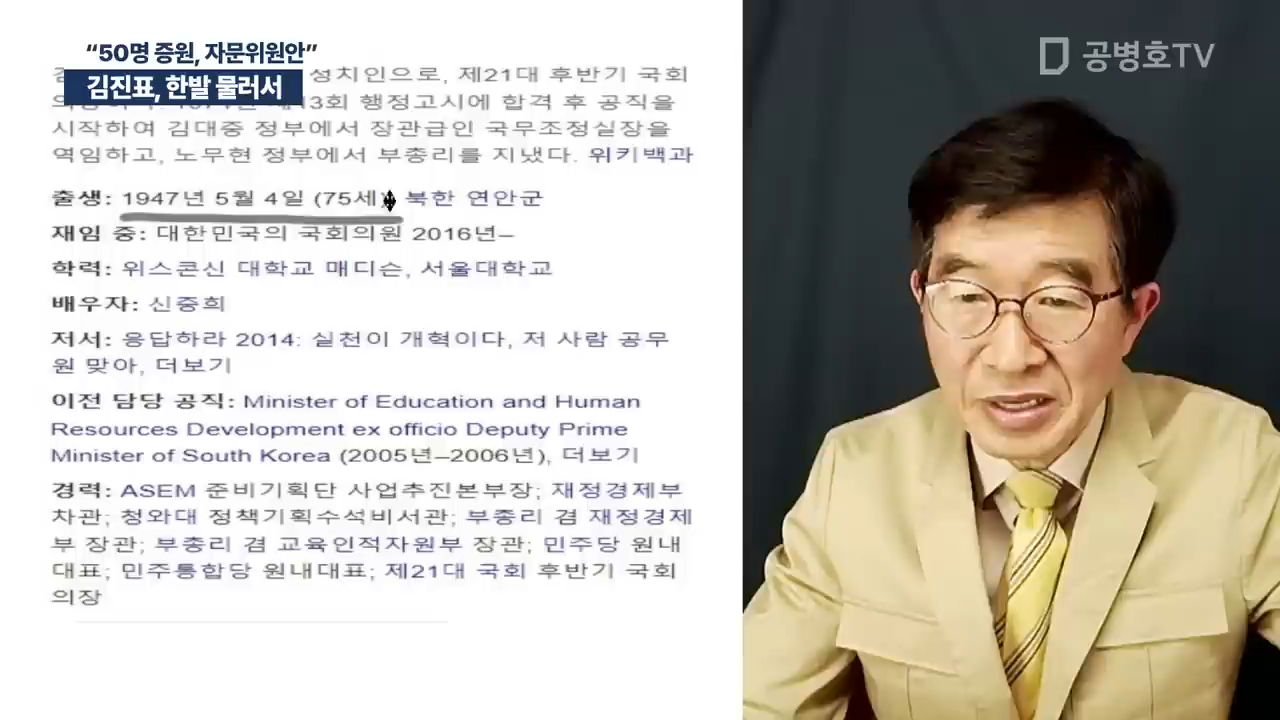 “50명 증원, 자문위원안”
김진표, 한발 물러서
공병호TV
정치인으로, 제21대 후반기 국회
13회 행정고시에 합격 후 공직을
시작하여 김대중 정부에서 장관급인 국무조정실장을
역임하고, 노무현 정부에서 부총리를 지냈다. 위키백과
출생: 1947년 5월 4일 (75세), 북한 연안군
재임 중: 대한민국의 국회의원 2016년–
학력: 위스콘신 대학교 매디슨, 서울대학교
배우자: 신중희
저서: 응답하라 2014: 실천이 개혁이다, 저 사람 공무
원 맞아, 더보기
이전 담당 공직: Minister of Education and Human
Resources Development ex officio Deputy Prime
Minister of South Korea (2005년–2006년), 더보기
경력: ASEM 준비기획단 사업추진본부장; 재정경제부
차관; 청와대 정책기획수석비서관; 부총리 겸 재정경제
부 장관; 부총리 겸 교육인적자원부 장관; 민주당 원내
대표; 민주통합당 원내대표; 제21대 국회 후반기 국회
의장